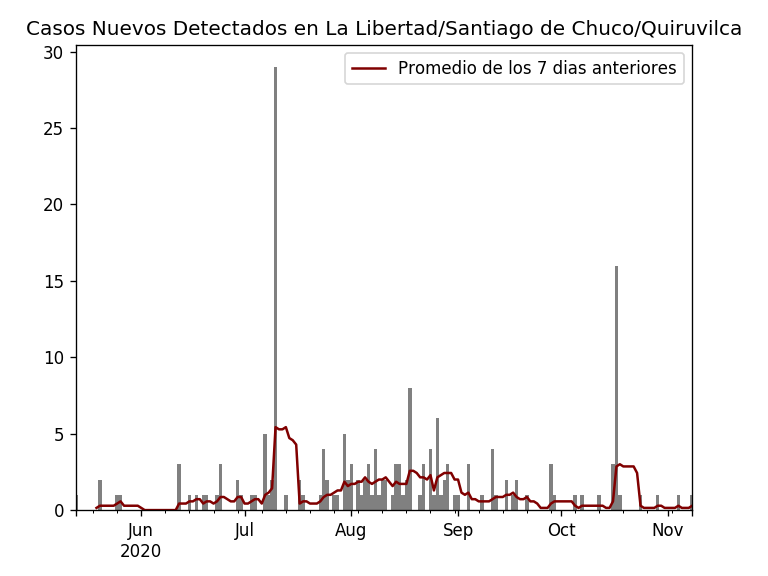 Casos Nuevos Detectados en La Libertad/Santiago de Chuco/Quiruvilca
Promedio de los 7 dias anteriores
30
25
20
15
10
5
0
Jun
2020
Jul
Aug
Sep
Oct
Nov